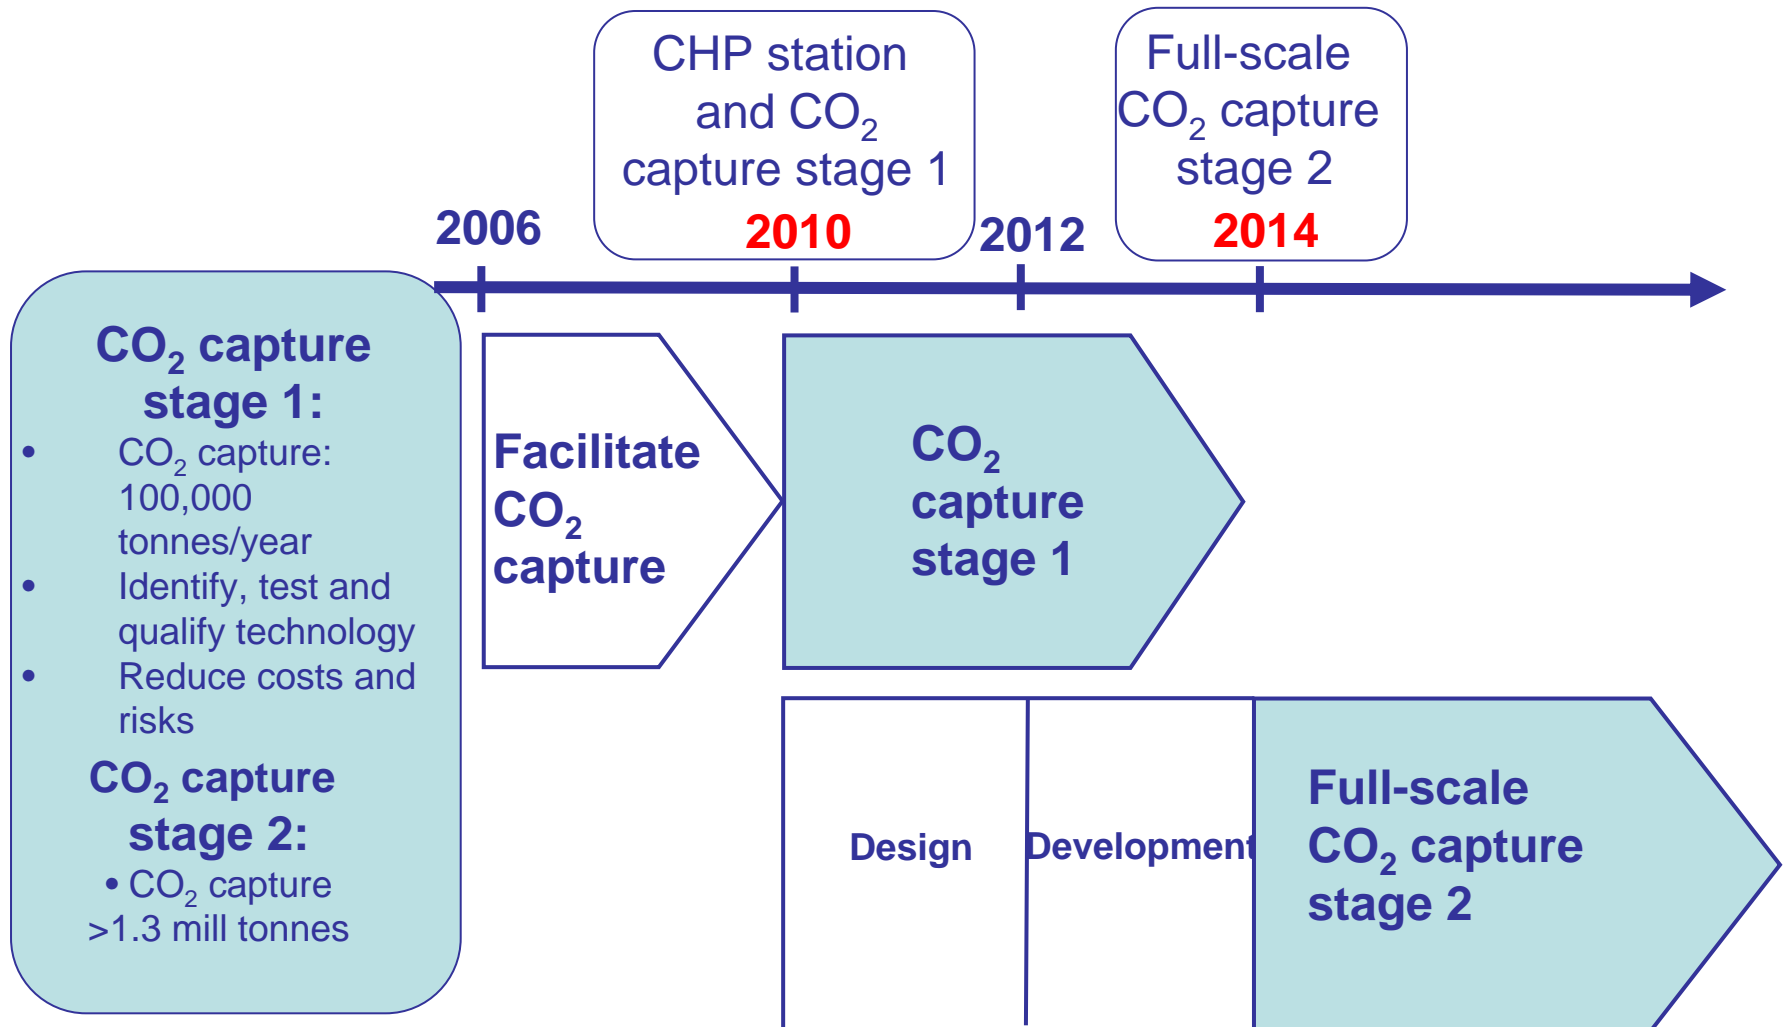 CHP station
and CO₂
capture stage 1
2010
Full-scale
CO₂ capture
stage 2
2014
2006
2012
CO₂ capture
stage 1:
• CO₂ capture:
100,000
tonnes/year
• Identify, test and
qualify technology
• Reduce costs and
risks
CO₂ capture
stage 2:
• CO₂ capture
>1.3 mill tonnes
Facilitate
CO₂
capture
CO₂
capture
stage 1
Design
Development
Full-scale
CO₂ capture
stage 2